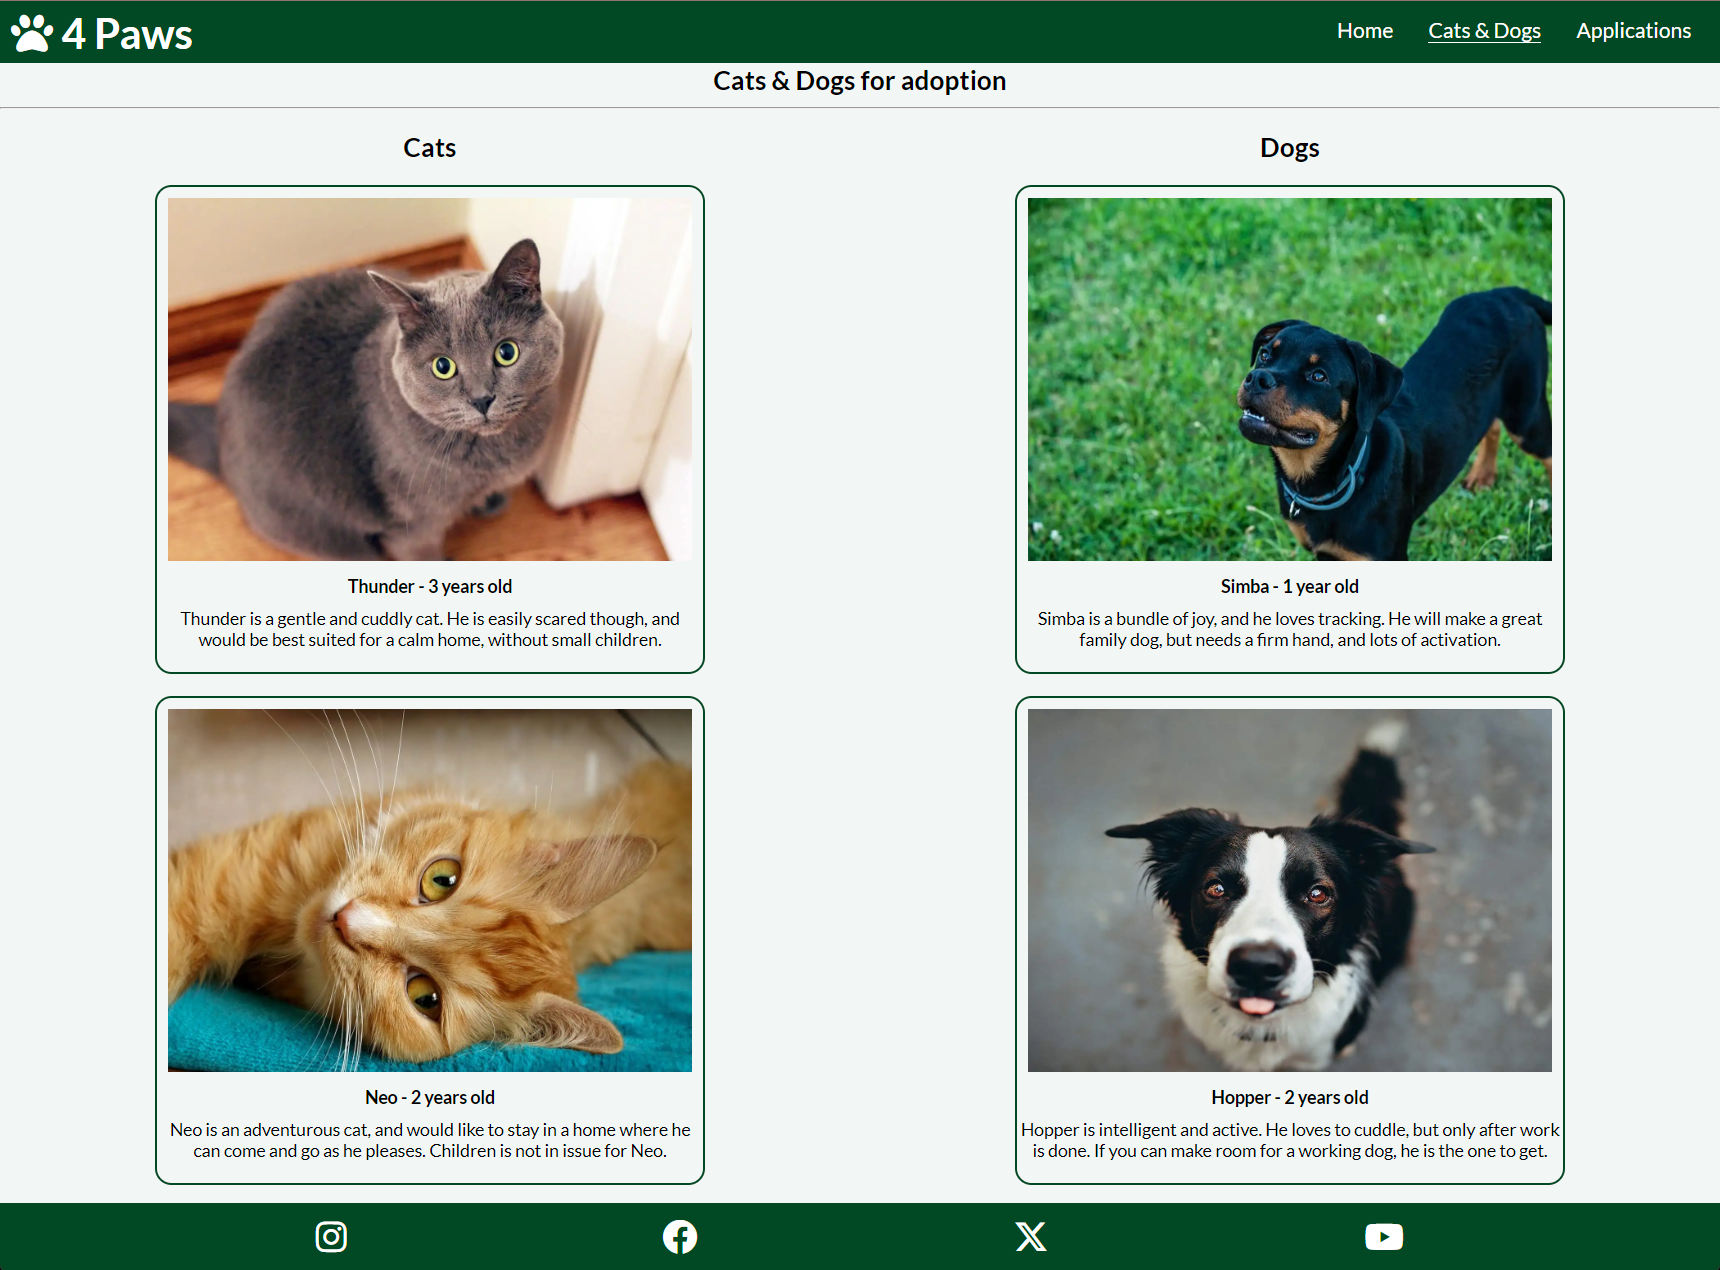 4 Paws
Home
Cats & Dogs
Applications
Cats & Dogs for adoption
Cats
Dogs
Thunder - 3 years old
Thunder is a gentle and cuddly cat. He is easily scared though, and
would be best suited for a calm home, without small children.
Simba - 1 year old
Simba is a bundle of joy, and he loves tracking. He will make a great
family dog, but needs a firm hand, and lots of activation.
Neo - 2 years old
Neo is an adventurous cat, and would like to stay in a home where he
can come and go as he pleases. Children is not in issue for Neo.
Hopper - 2 years old
Hopper is intelligent and active. He loves to cuddle, but only after work
is done. If you can make room for a working dog, he is the one to get.